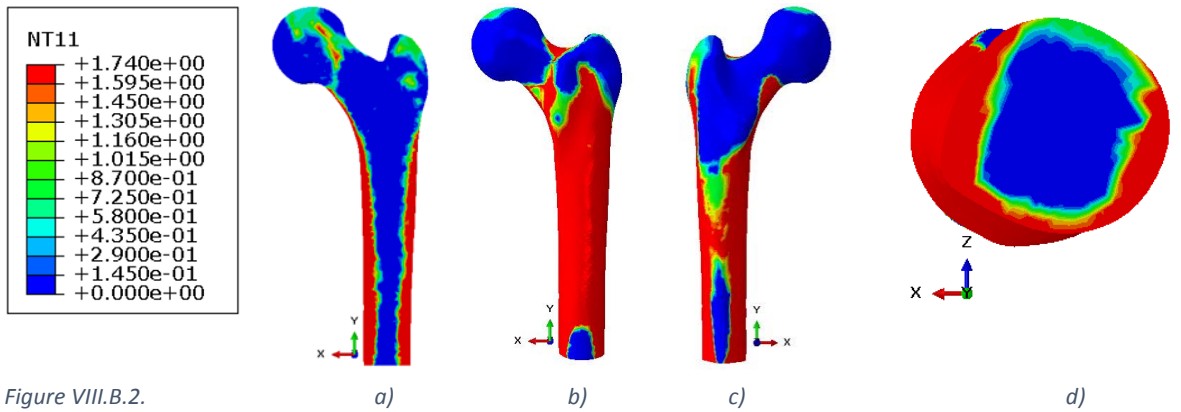 NT11
+1.740e+00
+1.595e+00
+1.450e+00
+1.305e+00
+1.160e+00
+1.015e+00
+8.700e-01
+7.250e-01
+5.800e-01
+4.350e-01
+2.900e-01
+1.450e-01
+0.000e+00
Y
X
Y
X
Y
X
Z
X
Y
Figure VIII.B.2. a) b) c) d)